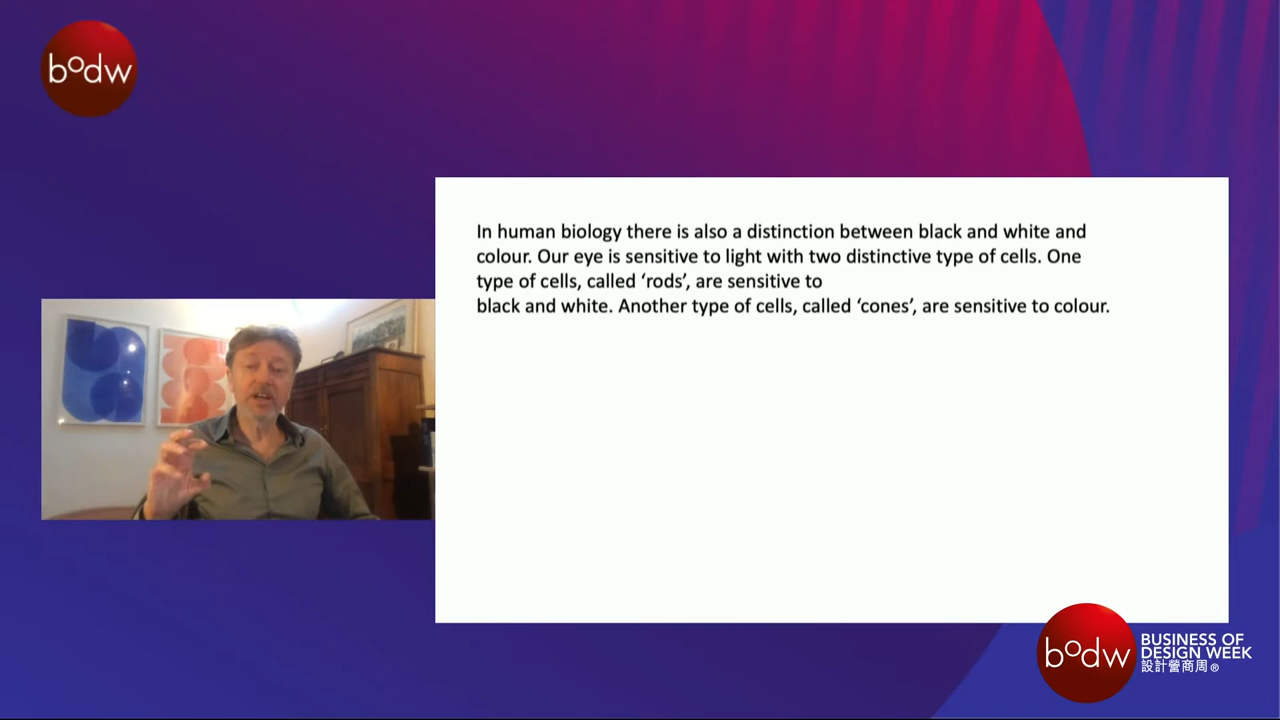 bodw
In human biology there is also a distinction between black and white and
colour. Our eye is sensitive to light with two distinctive type of cells. One
type of cells, called ‘rods’, are sensitive to
black and white. Another type of cells, called ‘cones’, are sensitive to colour.
bodw
BUSINESS OF
DESIGN WEEK
設計營商周®